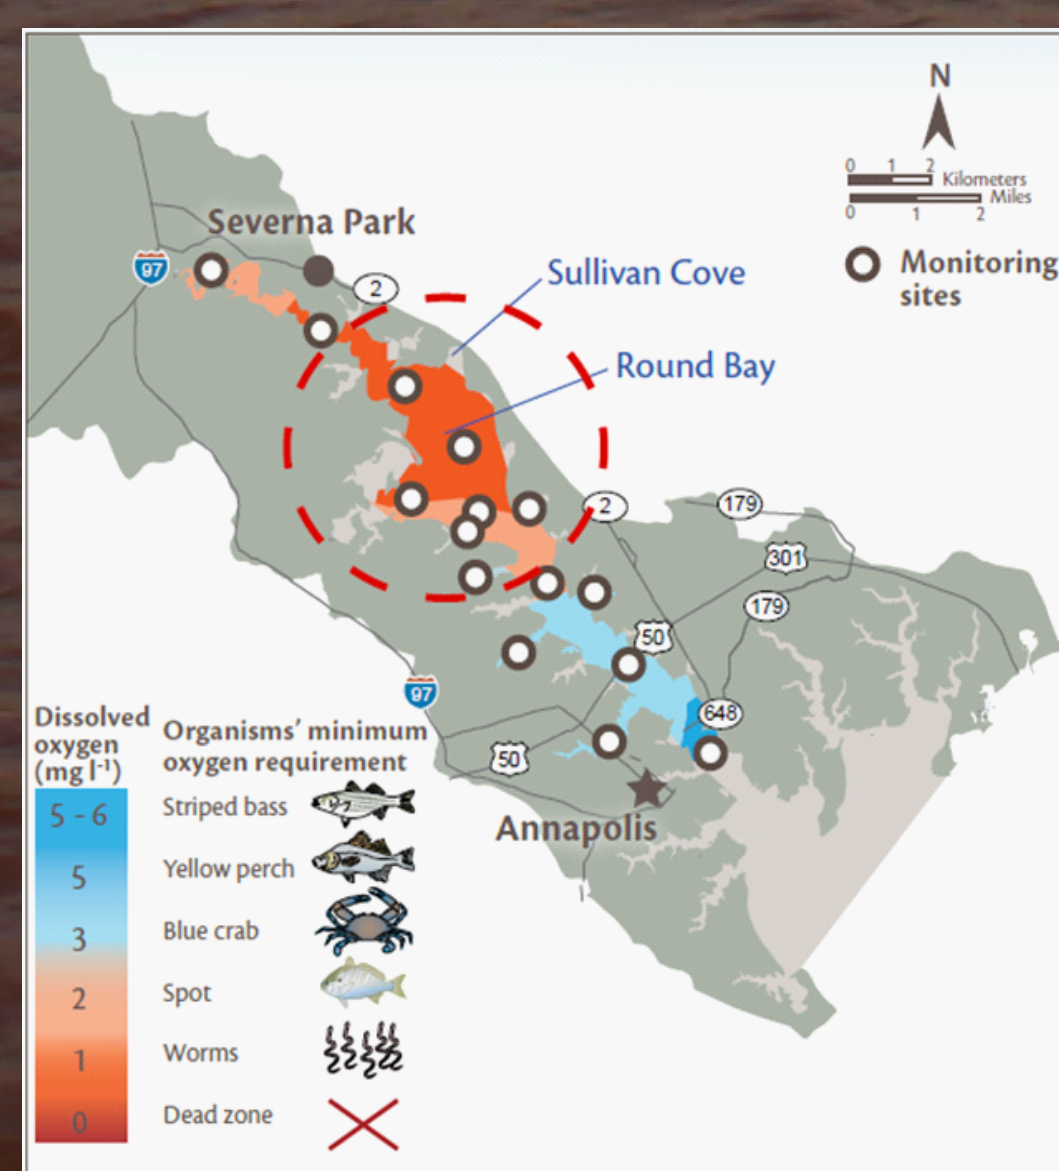 N
0 1 2
Kilometers
Miles
0 1 2
Monitoring
sites
Severna Park
97
2
Sullivan Cove
Round Bay
2
179
301
179
50
97
648
50
Annapolis
Dissolved
oxygen
(mg l-¹)
Organisms' minimum
oxygen requirement
5 - 6
Striped bass
5
Yellow perch
3
Blue crab
2
Spot
1
Worms
0
Dead zone